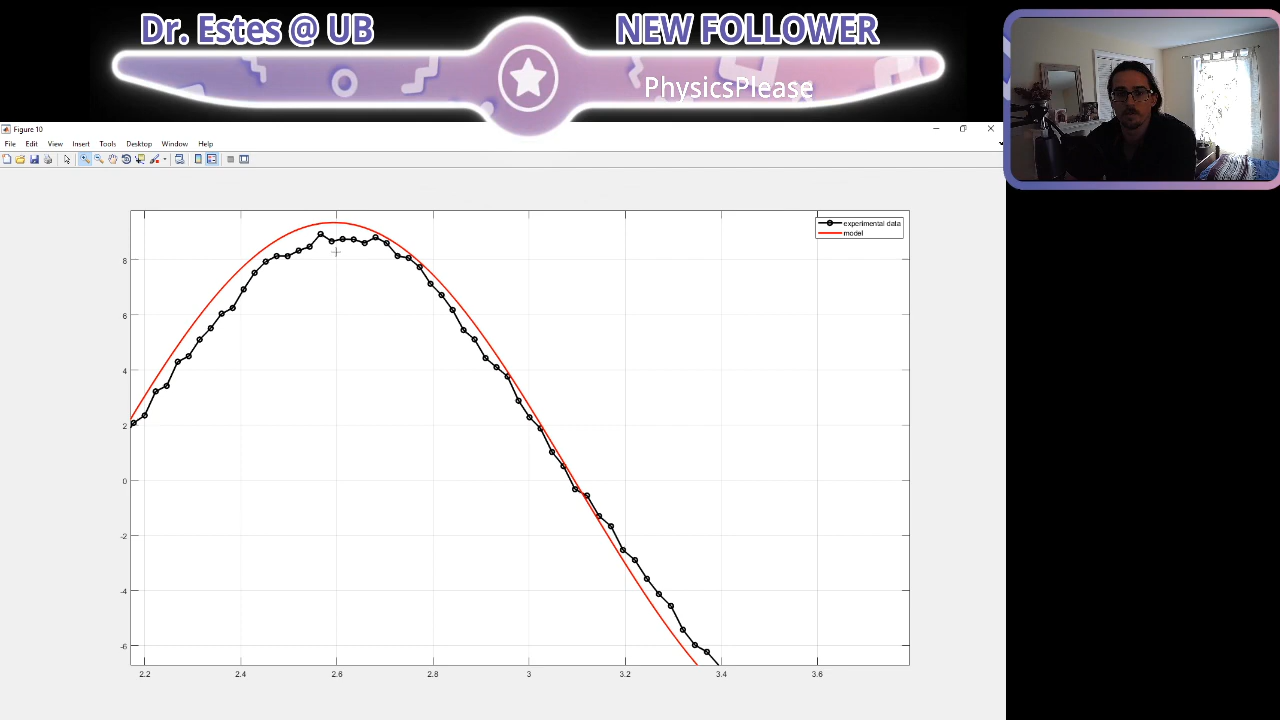 Dr. Estes @ UB
NEW FOLLOWER
PhysicsPlease
Figure 10
File Edit View Insert Tools Desktop Window Help
experimental data
model
8
6
4
2
0
-2
-4
-6
2.2 2.4 2.6 2.8 3 3.2 3.4 3.6